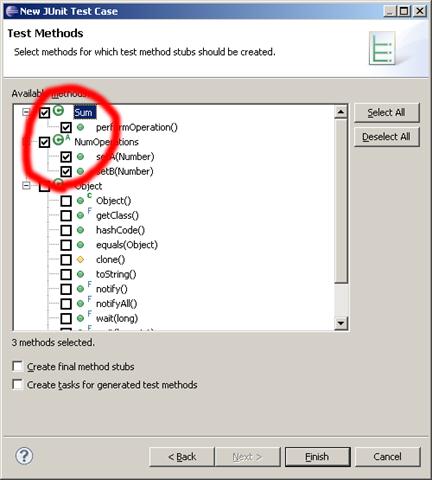 New JUnit Test Case
Test Methods
Select methods for which test method stubs should be created.
Available methods:
C Sum
performOperation()
C A NumOperations
setA(Number)
setB(Number)
Object
C Object()
F getClass()
hashCode()
equals(Object)
clone()
toString()
F notify()
F notifyAll()
F wait(long)
Select All
Deselect All
3 methods selected.
Create final method stubs
Create tasks for generated test methods
?
< Back
Next >
Finish
Cancel